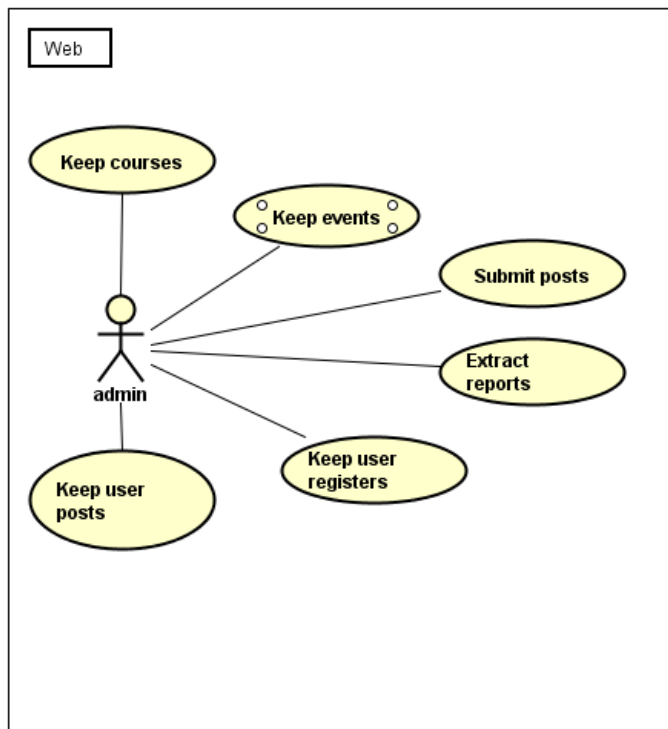 Web
Keep courses
Keep events
Submit posts
Extract
reports
admin
Keep user
registers
Keep user
posts